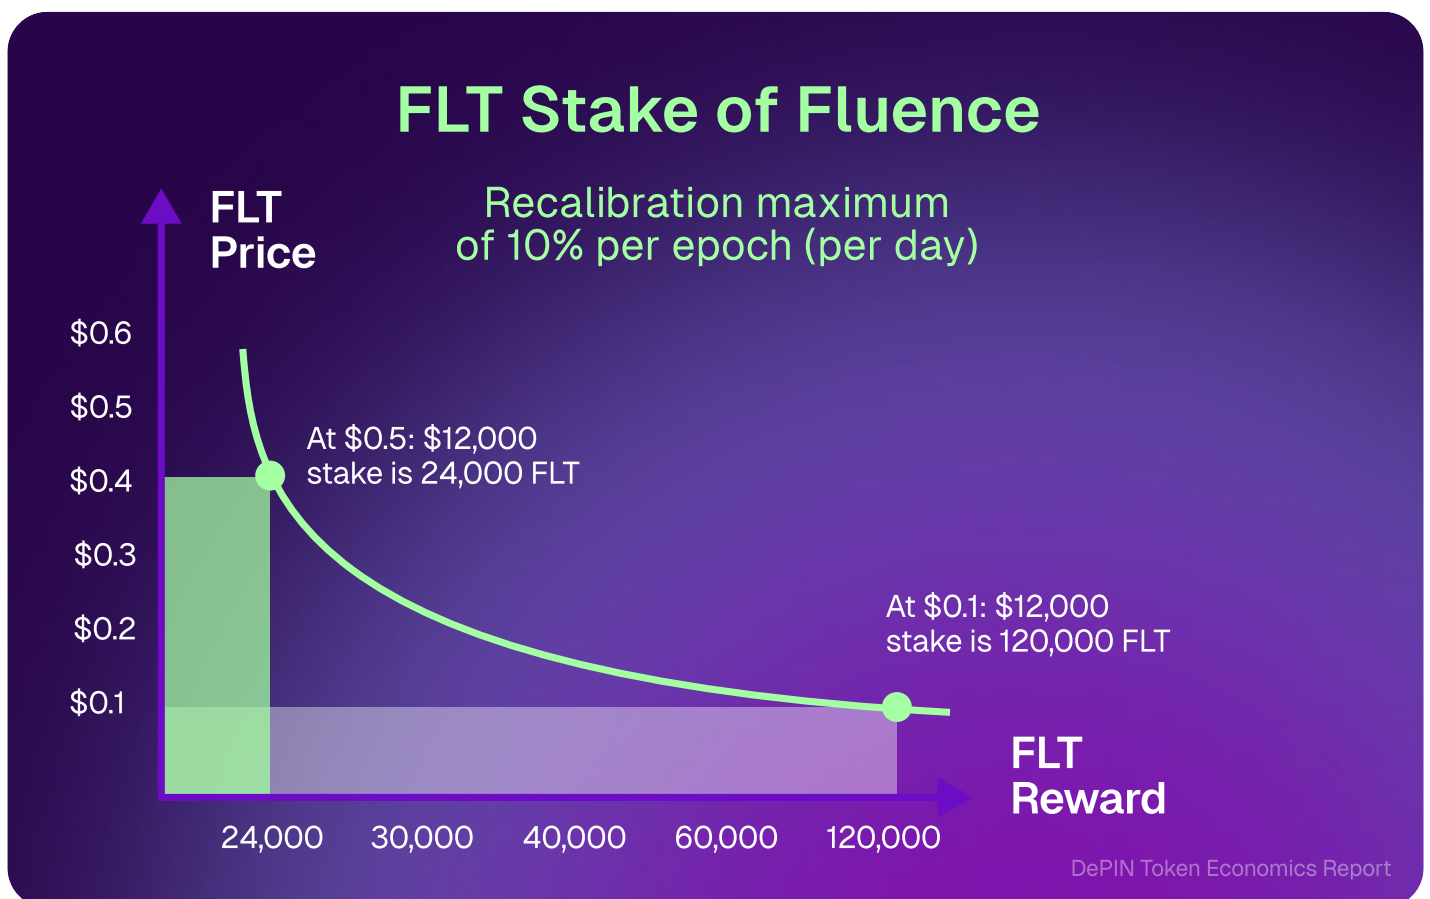 FLT Stake of Fluence
FLT
Price
Recalibration maximum
of 10% per epoch (per day)
$0.6
$0.5
$0.4
$0.3
$0.2
$0.1
At $0.5: $12,000
stake is 24,000 FLT
At $0.1: $12,000
stake is 120,000 FLT
FLT
Reward
24,000
30,000
40,000
60,000
120,000
DePIN Token Economics Report